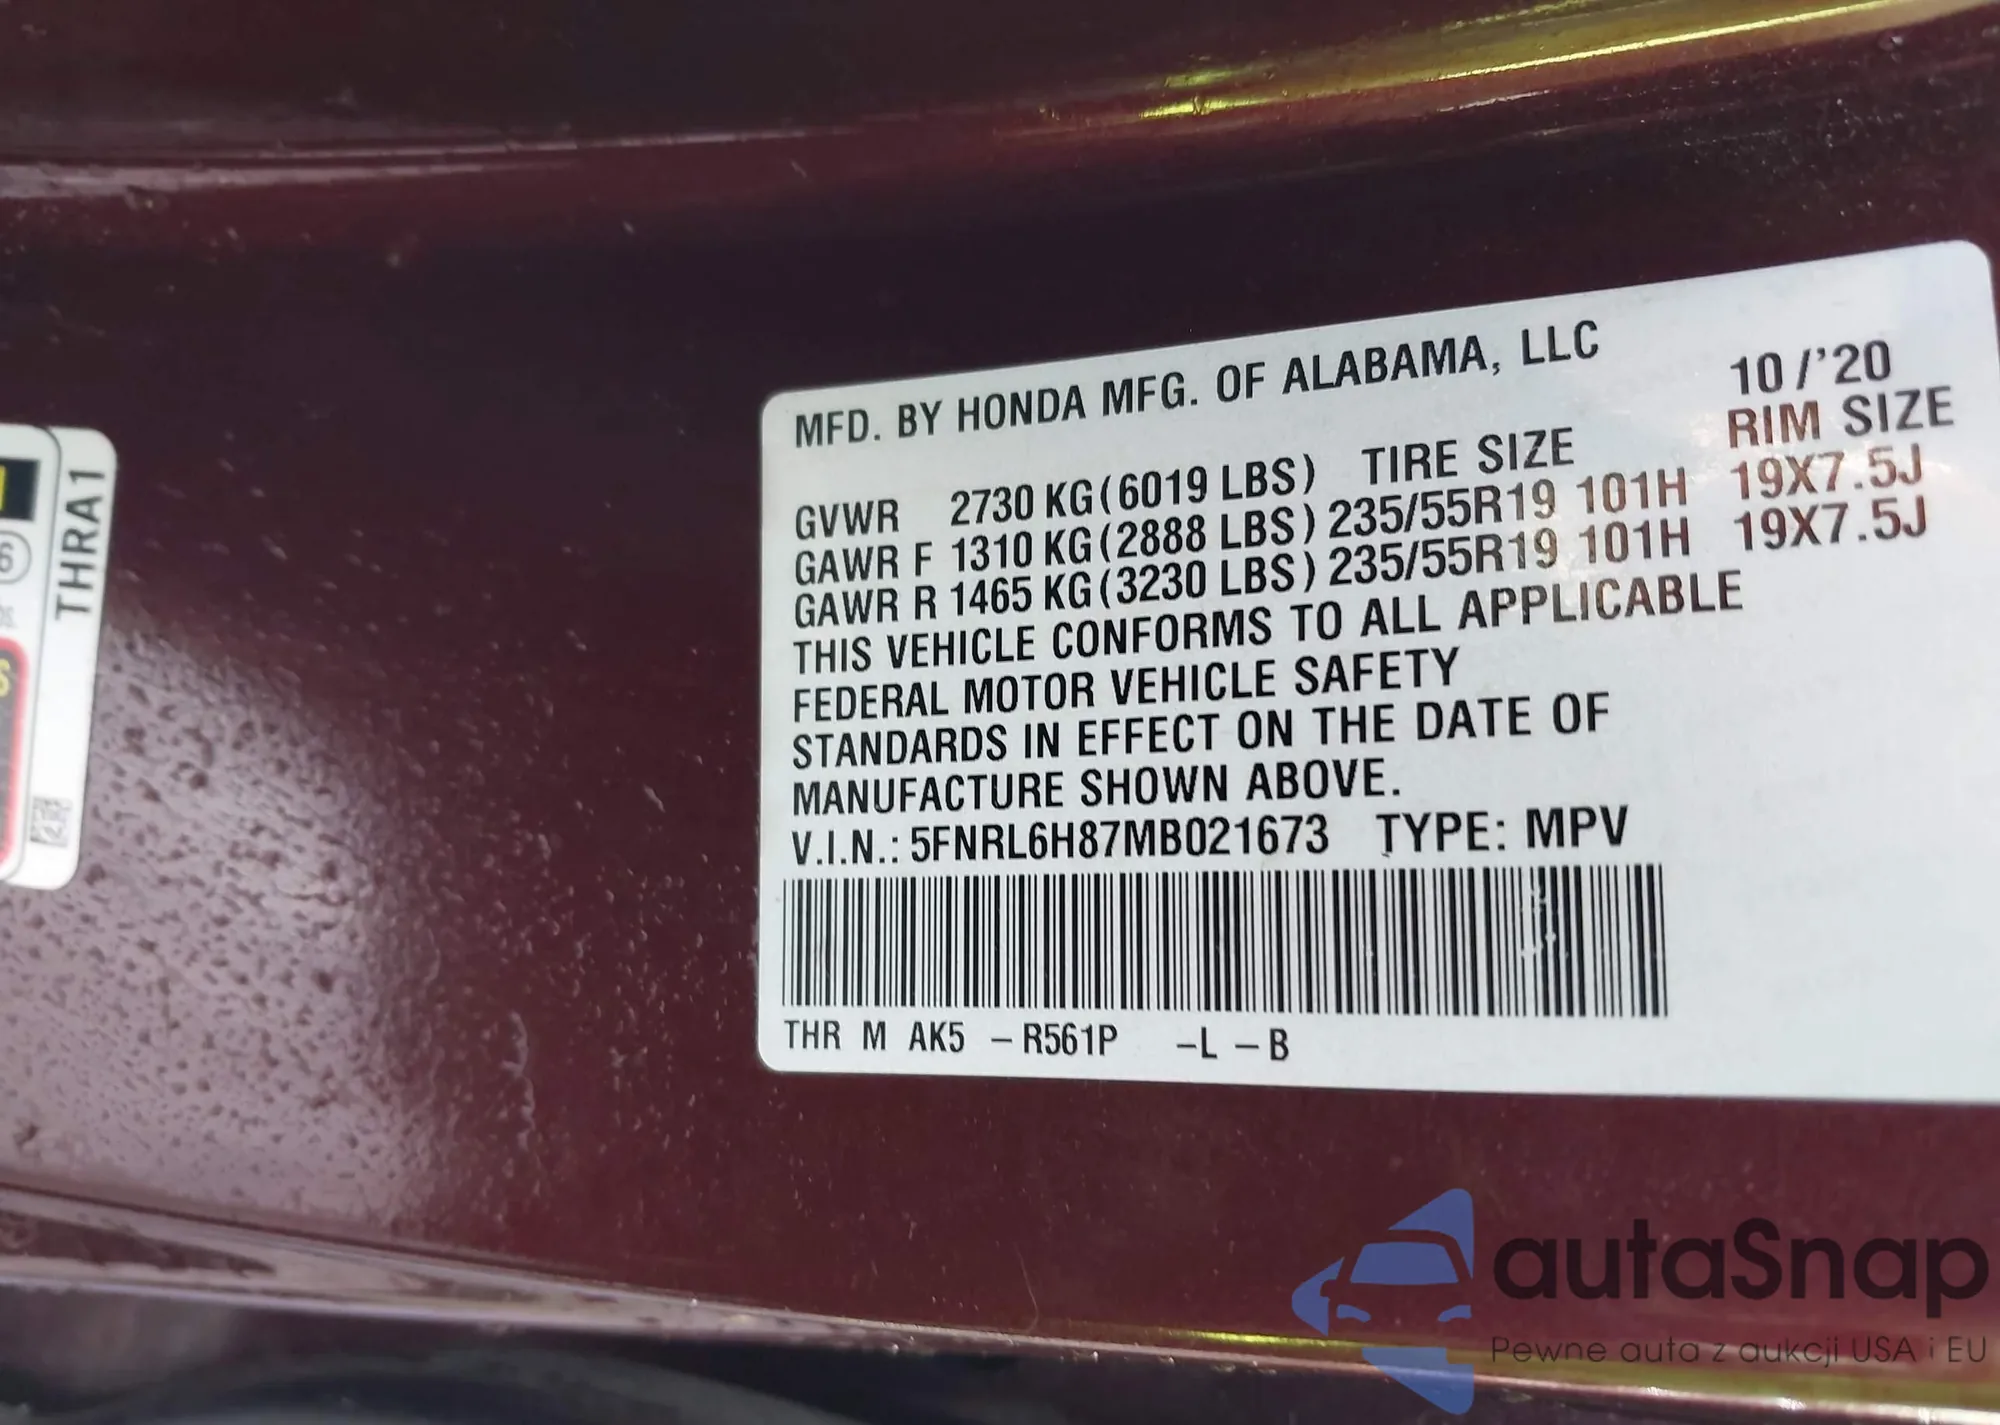 MFD. BY HONDA MFG. OF ALABAMA, LLC 10/'20
RIM SIZE
GVWR 2730 KG(6019 LBS) TIRE SIZE
GAWR F 1310 KG(2888 LBS) 235/55R19 101H 19X7.5J
GAWR R 1465 KG(3230 LBS) 235/55R19 101H 19X7.5J
THIS VEHICLE CONFORMS TO ALL APPLICABLE
FEDERAL MOTOR VEHICLE SAFETY
STANDARDS IN EFFECT ON THE DATE OF
MANUFACTURE SHOWN ABOVE.
V.I.N.: 5FNRL6H87MB021673 TYPE: MPV
THR M AK5 -R561P -L -B
THRA1
6
S
autaSnap
Pewne auta z aukcji USA i EU